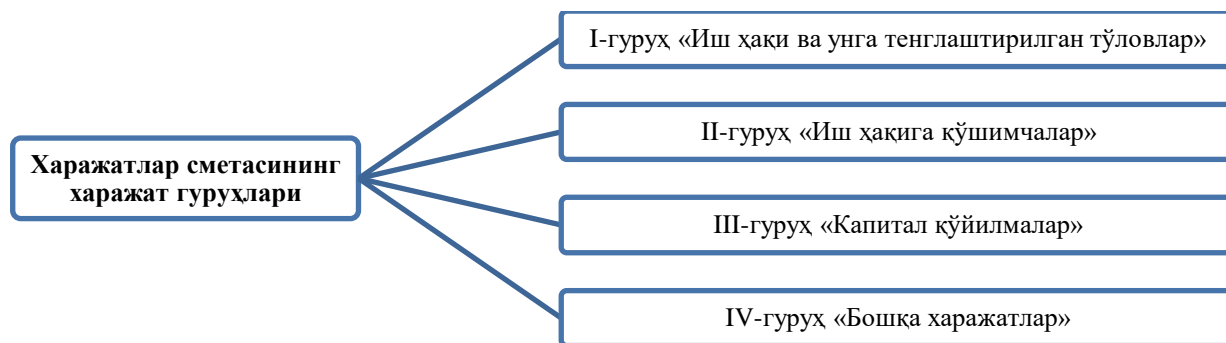 Харажатлар сметасининг
харажат гуруҳлари
I-гуруҳ «Иш ҳақи ва унга тенглаштирилган тўловлар»
II-гуруҳ «Иш ҳақига қўшимчалар»
III-гуруҳ «Капитал қўйилмалар»
IV-гуруҳ «Бошқа харажатлар»